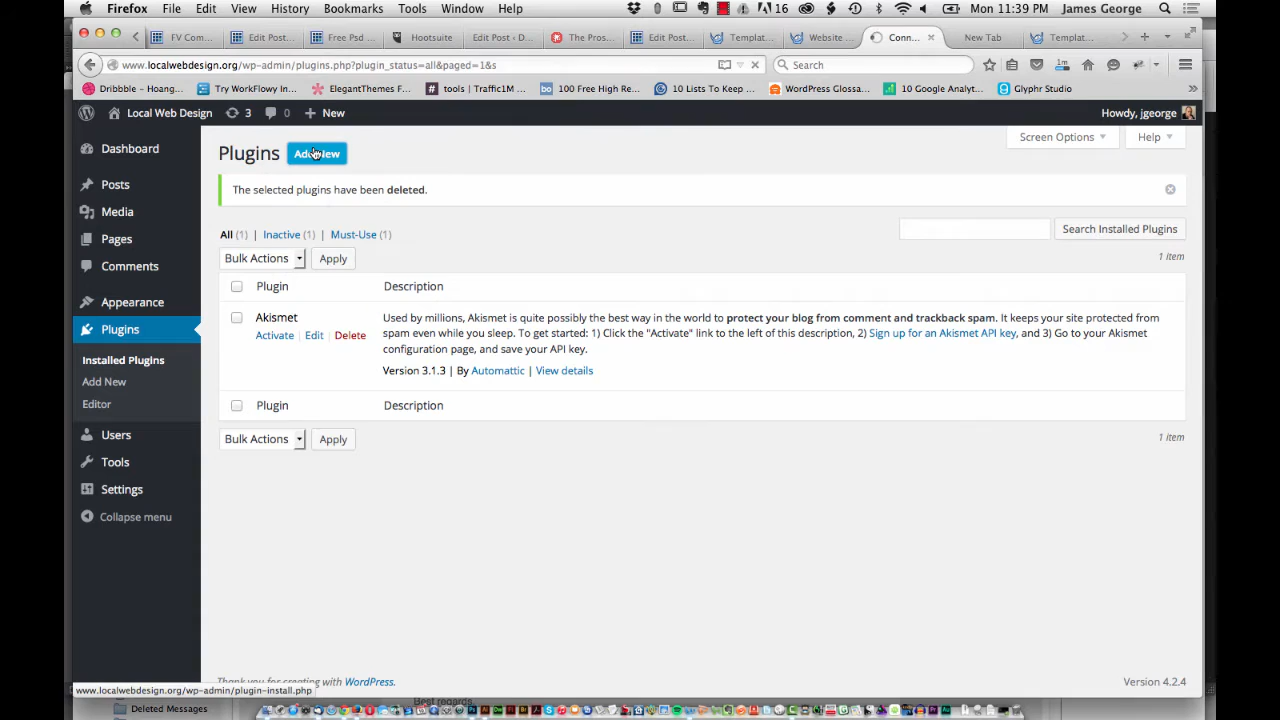 Firefox File Edit View History Bookmarks Tools Window Help 16 Mon 11:39 PM James George
FV Com... Edit Post... Free Psd ... Hootsuite Edit Post ‹ D... The Pros... Edit Post... Templat... Website ... Conn... New Tab Templat...
www.localwebdesign.org/wp-admin/plugins.php?plugin_status=all&paged=1&s Search
Dribbble – Hoang... Try WorkFlowy In... ElegantThemes F... tools | Traffic1M ... 100 Free High Re... 10 Lists To Keep ... WordPress Glossa... 10 Google Analyt... Glyphr Studio
Local Web Design 3 0 New Howdy, jgeorge
Dashboard
Posts
Media
Pages
Comments
Appearance
Plugins
Installed Plugins
Add New
Editor
Users
Tools
Settings
Collapse menu
Screen Options Help
Plugins Add New
The selected plugins have been deleted.
All (1) | Inactive (1) | Must-Use (1)
Search Installed Plugins
Bulk Actions Apply 1 item
Plugin Description
Akismet
Activate | Edit | Delete
Used by millions, Akismet is quite possibly the best way in the world to protect your blog from comment and trackback spam. It keeps your site protected from
spam even while you sleep. To get started: 1) Click the "Activate" link to the left of this description, 2) Sign up for an Akismet API key, and 3) Go to your Akismet
configuration page, and save your API key.
Version 3.1.3 | By Automattic | View details
Plugin Description
Bulk Actions Apply 1 item
Thank you for creating with WordPress. Version 4.2.4
www.localwebdesign.org/wp-admin/plugin-install.php
Best regards
Deleted Messages